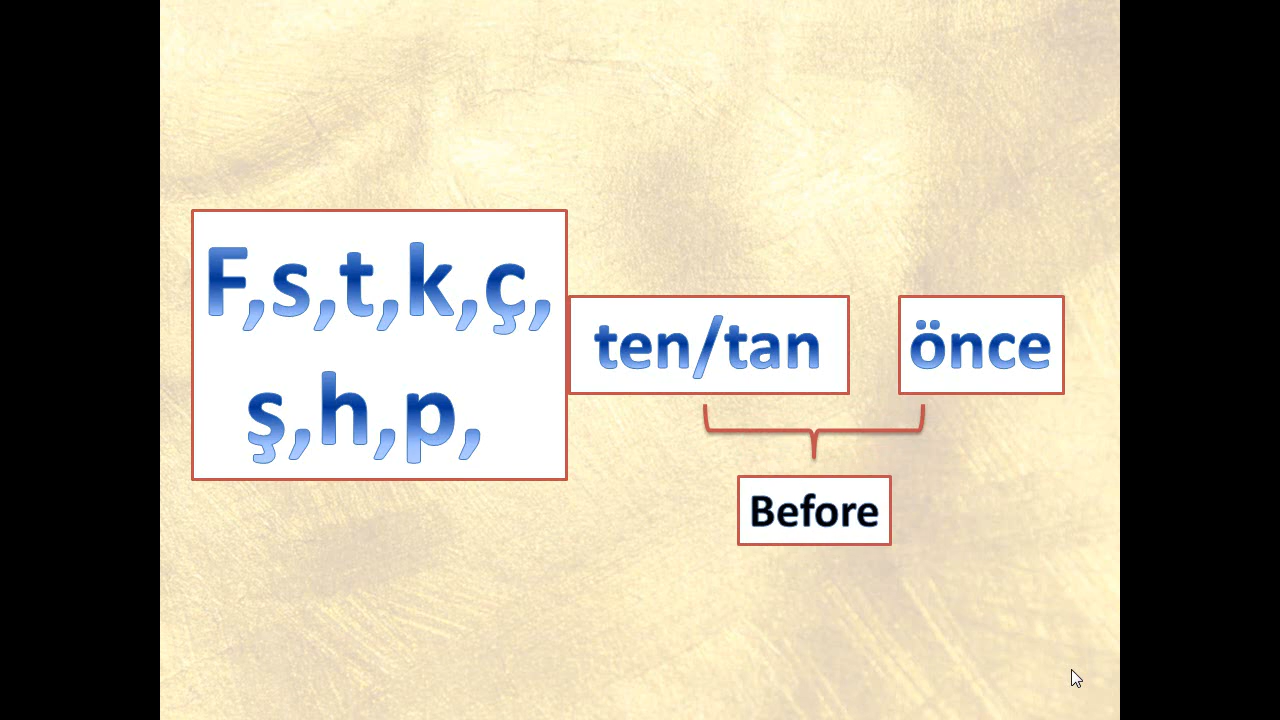 F,s,t,k,ç,
ş,h,p,
ten/tan
önce
Before